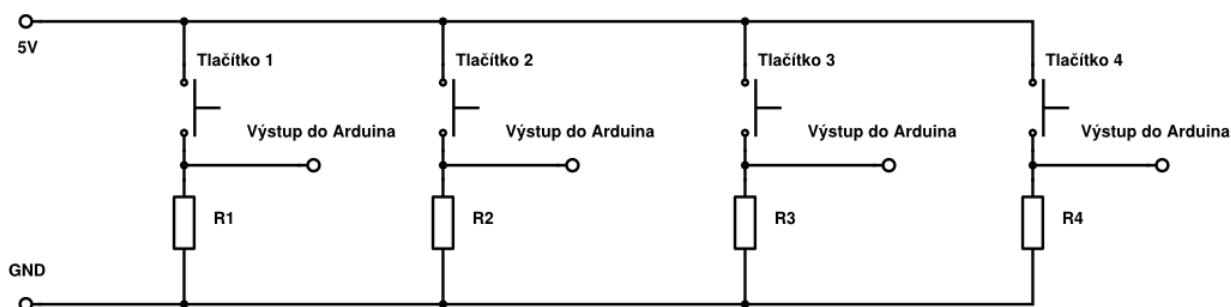 5V
Tlačítko 1
Tlačítko 2
Tlačítko 3
Tlačítko 4
Výstup do Arduina
Výstup do Arduina
Výstup do Arduina
Výstup do Arduina
R1
R2
R3
R4
GND